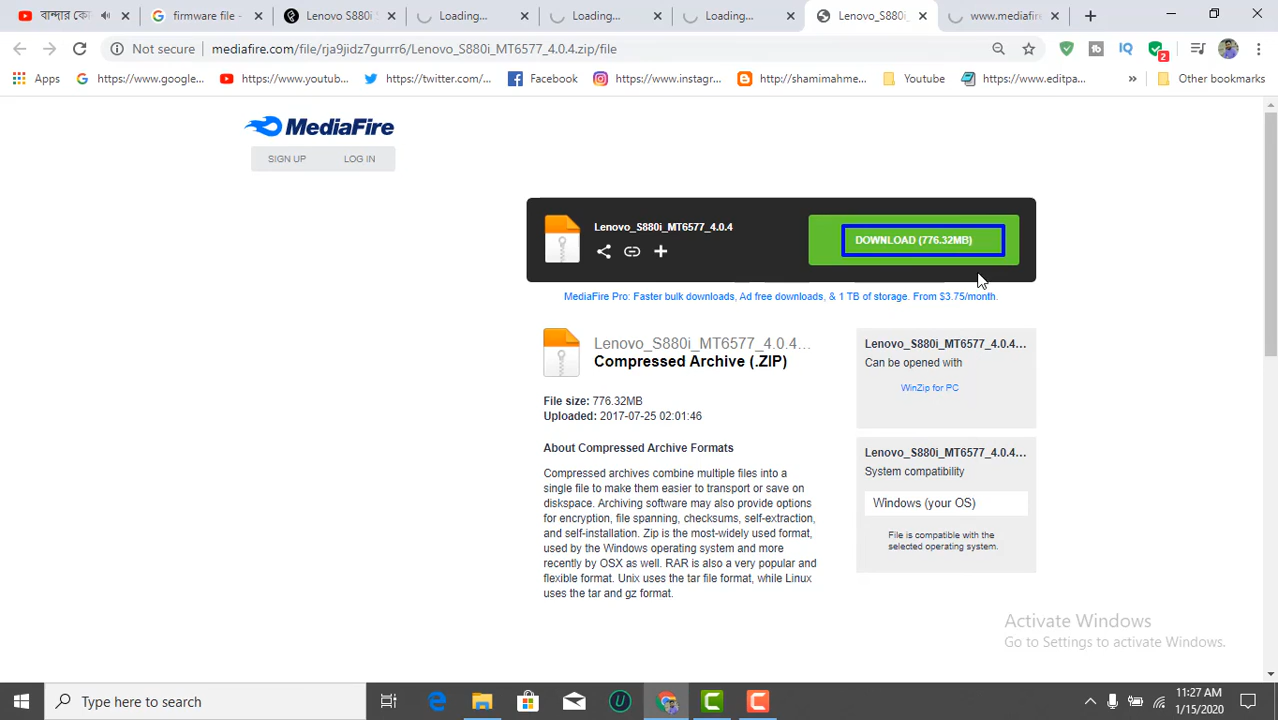 বান্দার কে
firmware file -
Lenovo S880i S
Loading...
Loading...
Loading...
Lenovo_S880i_
www.mediafire
Not secure
mediafire.com/file/rja9jidz7gurrr6/Lenovo_S880i_MT6577_4.0.4.zip/file
2
Apps
https://www.google...
https://www.youtub...
https://twitter.com/...
Facebook
https://www.instagr...
http://shamimahme...
Youtube
https://www.editpa...
»
Other bookmarks
MediaFire
SIGN UP
LOG IN
Lenovo_S880i_MT6577_4.0.4
DOWNLOAD (776.32MB)
MediaFire Pro: Faster bulk downloads, Ad free downloads, & 1 TB of storage. From $3.75/month.
Lenovo_S880i_MT6577_4.0.4...
Compressed Archive (.ZIP)
File size: 776.32MB
Uploaded: 2017-07-25 02:01:46
About Compressed Archive Formats
Compressed archives combine multiple files into a
single file to make them easier to transport or save on
diskspace. Archiving software may also provide options
for encryption, file spanning, checksums, self-extraction,
and self-installation. Zip is the most-widely used format,
used by the Windows operating system and more
recently by OSX as well. RAR is also a very popular and
flexible format. Unix uses the tar file format, while Linux
uses the tar and gz format.
Lenovo_S880i_MT6577_4.0.4...
Can be opened with
WinZip for PC
Lenovo_S880i_MT6577_4.0.4...
System compatibility
Windows (your OS)
File is compatible with the
selected operating system.
Activate Windows
Go to Settings to activate Windows.
Type here to search
11:27 AM
1/15/2020